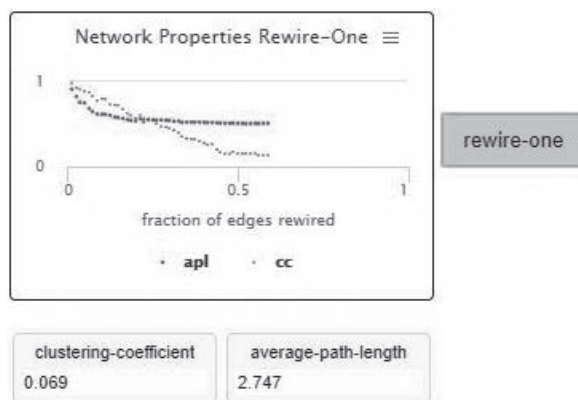 Network Properties Rewire-One
1
0
0
0.5
1
fraction of edges rewired
apl cc
rewire-one
clustering-coefficient
0.069
average-path-length
2.747